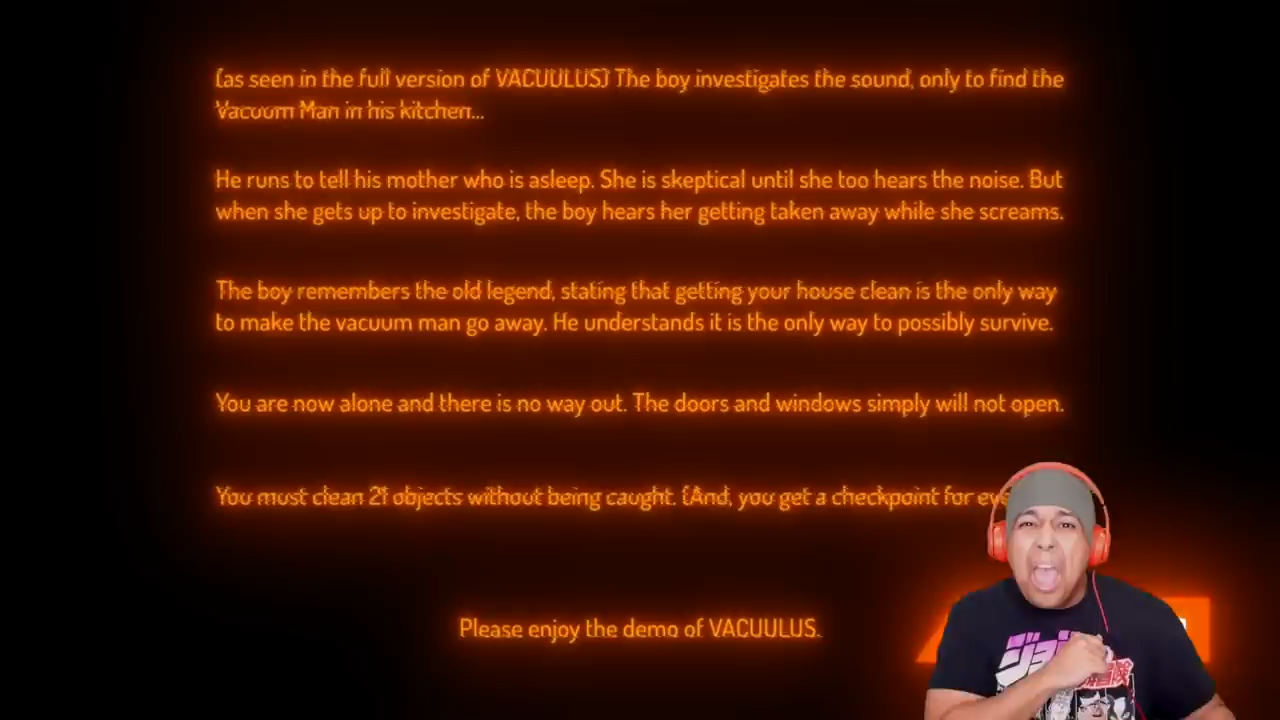 (as seen in the full version of VACUULUS) The boy investigates the sound, only to find the
Vacuum Man in his kitchen...
He runs to tell his mother who is asleep. She is skeptical until she too hears the noise. But
when she gets up to investigate, the boy hears her getting taken away while she screams.
The boy remembers the old legend, stating that getting your house clean is the only way
to make the vacuum man go away. He understands it is the only way to possibly survive.
You are now alone and there is no way out. The doors and windows simply will not open.
You must clean 21 objects without being caught. (And, you get a checkpoint for
Please enjoy the demo of VACUULUS.